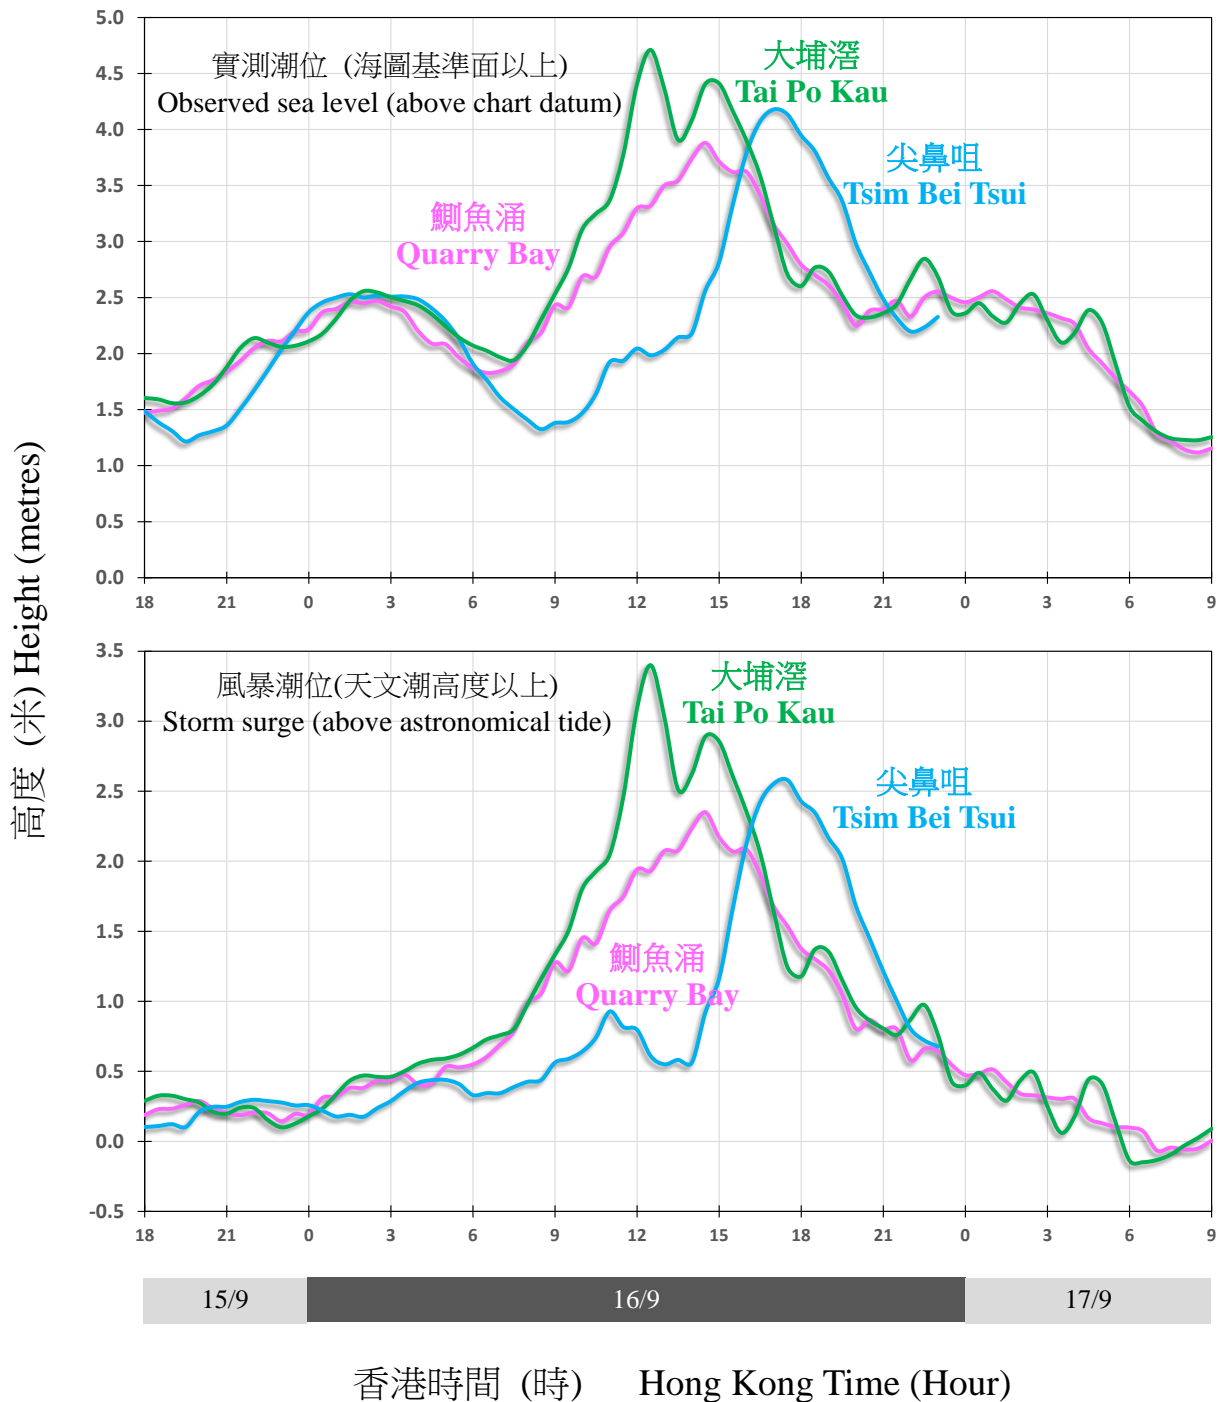 5.0
4.5
4.0
3.5
3.0
2.5
2.0
1.5
1.0
0.5
0.0
實測潮位 (海圖基準面以上)
Observed sea level (above chart datum)
大埔滘
Tai Po Kau
尖鼻咀
Tsim Bei Tsui
鰂魚涌
Quarry Bay
18 21 0 3 6 9 12 15 18 21 0 3 6 9
高度 (米) Height (metres)
3.5
3.0
2.5
2.0
1.5
1.0
0.5
0.0
-0.5
風暴潮位(天文潮高度以上)
Storm surge (above astronomical tide)
大埔滘
Tai Po Kau
尖鼻咀
Tsim Bei Tsui
鰂魚涌
Quarry Bay
18 21 0 3 6 9 12 15 18 21 0 3 6 9
15/9 16/9 17/9
香港時間 (時) Hong Kong Time (Hour)